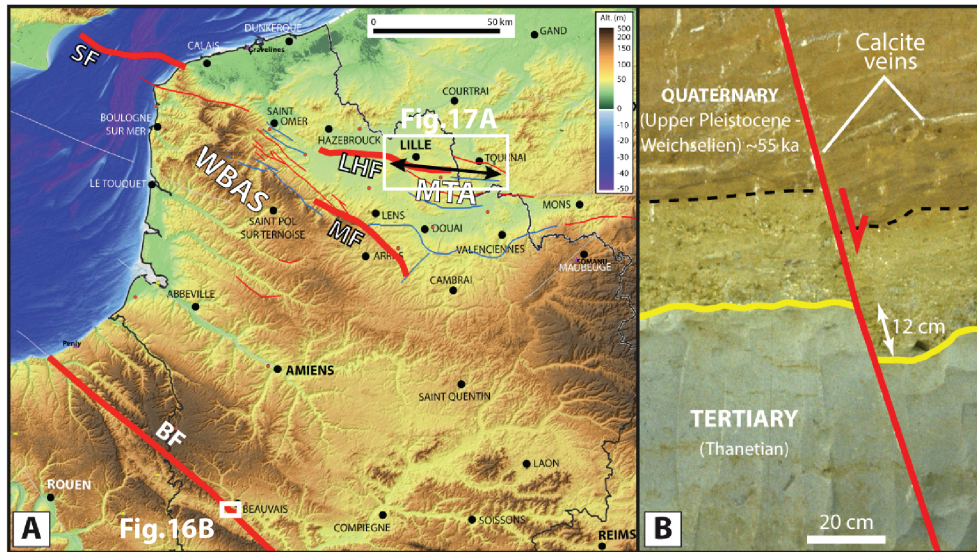 0 50 km
Alt. (m)
500
200
150
100
50
0
-10
-20
-30
-40
-50
DUNKERQUE
Gravelines
CALAIS
GAND
SF
COURTRAI
Fig.17A
BOULOGNE
SUR MER
SAINT
OMER
HAZEBROUCK
LILLE
TOURNAI
LHF
MTA
WBAS
LE TOUQUET
LENS
MONS
SAINT POL
SUR TERNOISE
MF
DOUAI
VALENCIENNES
ARRAS
MAUBEUGE
CAMBRAI
ABBEVILLE
Penly
AMIENS
SAINT QUENTIN
BF
LAON
ROUEN
BEAUVAIS
Fig.16B
COMPIEGNE
SOISSONS
REIMS
A
Calcite
veins
QUATERNARY
(Upper Pleistocene -
Weichselien) ~55 ka
12 cm
TERTIARY
(Thanetian)
20 cm
B